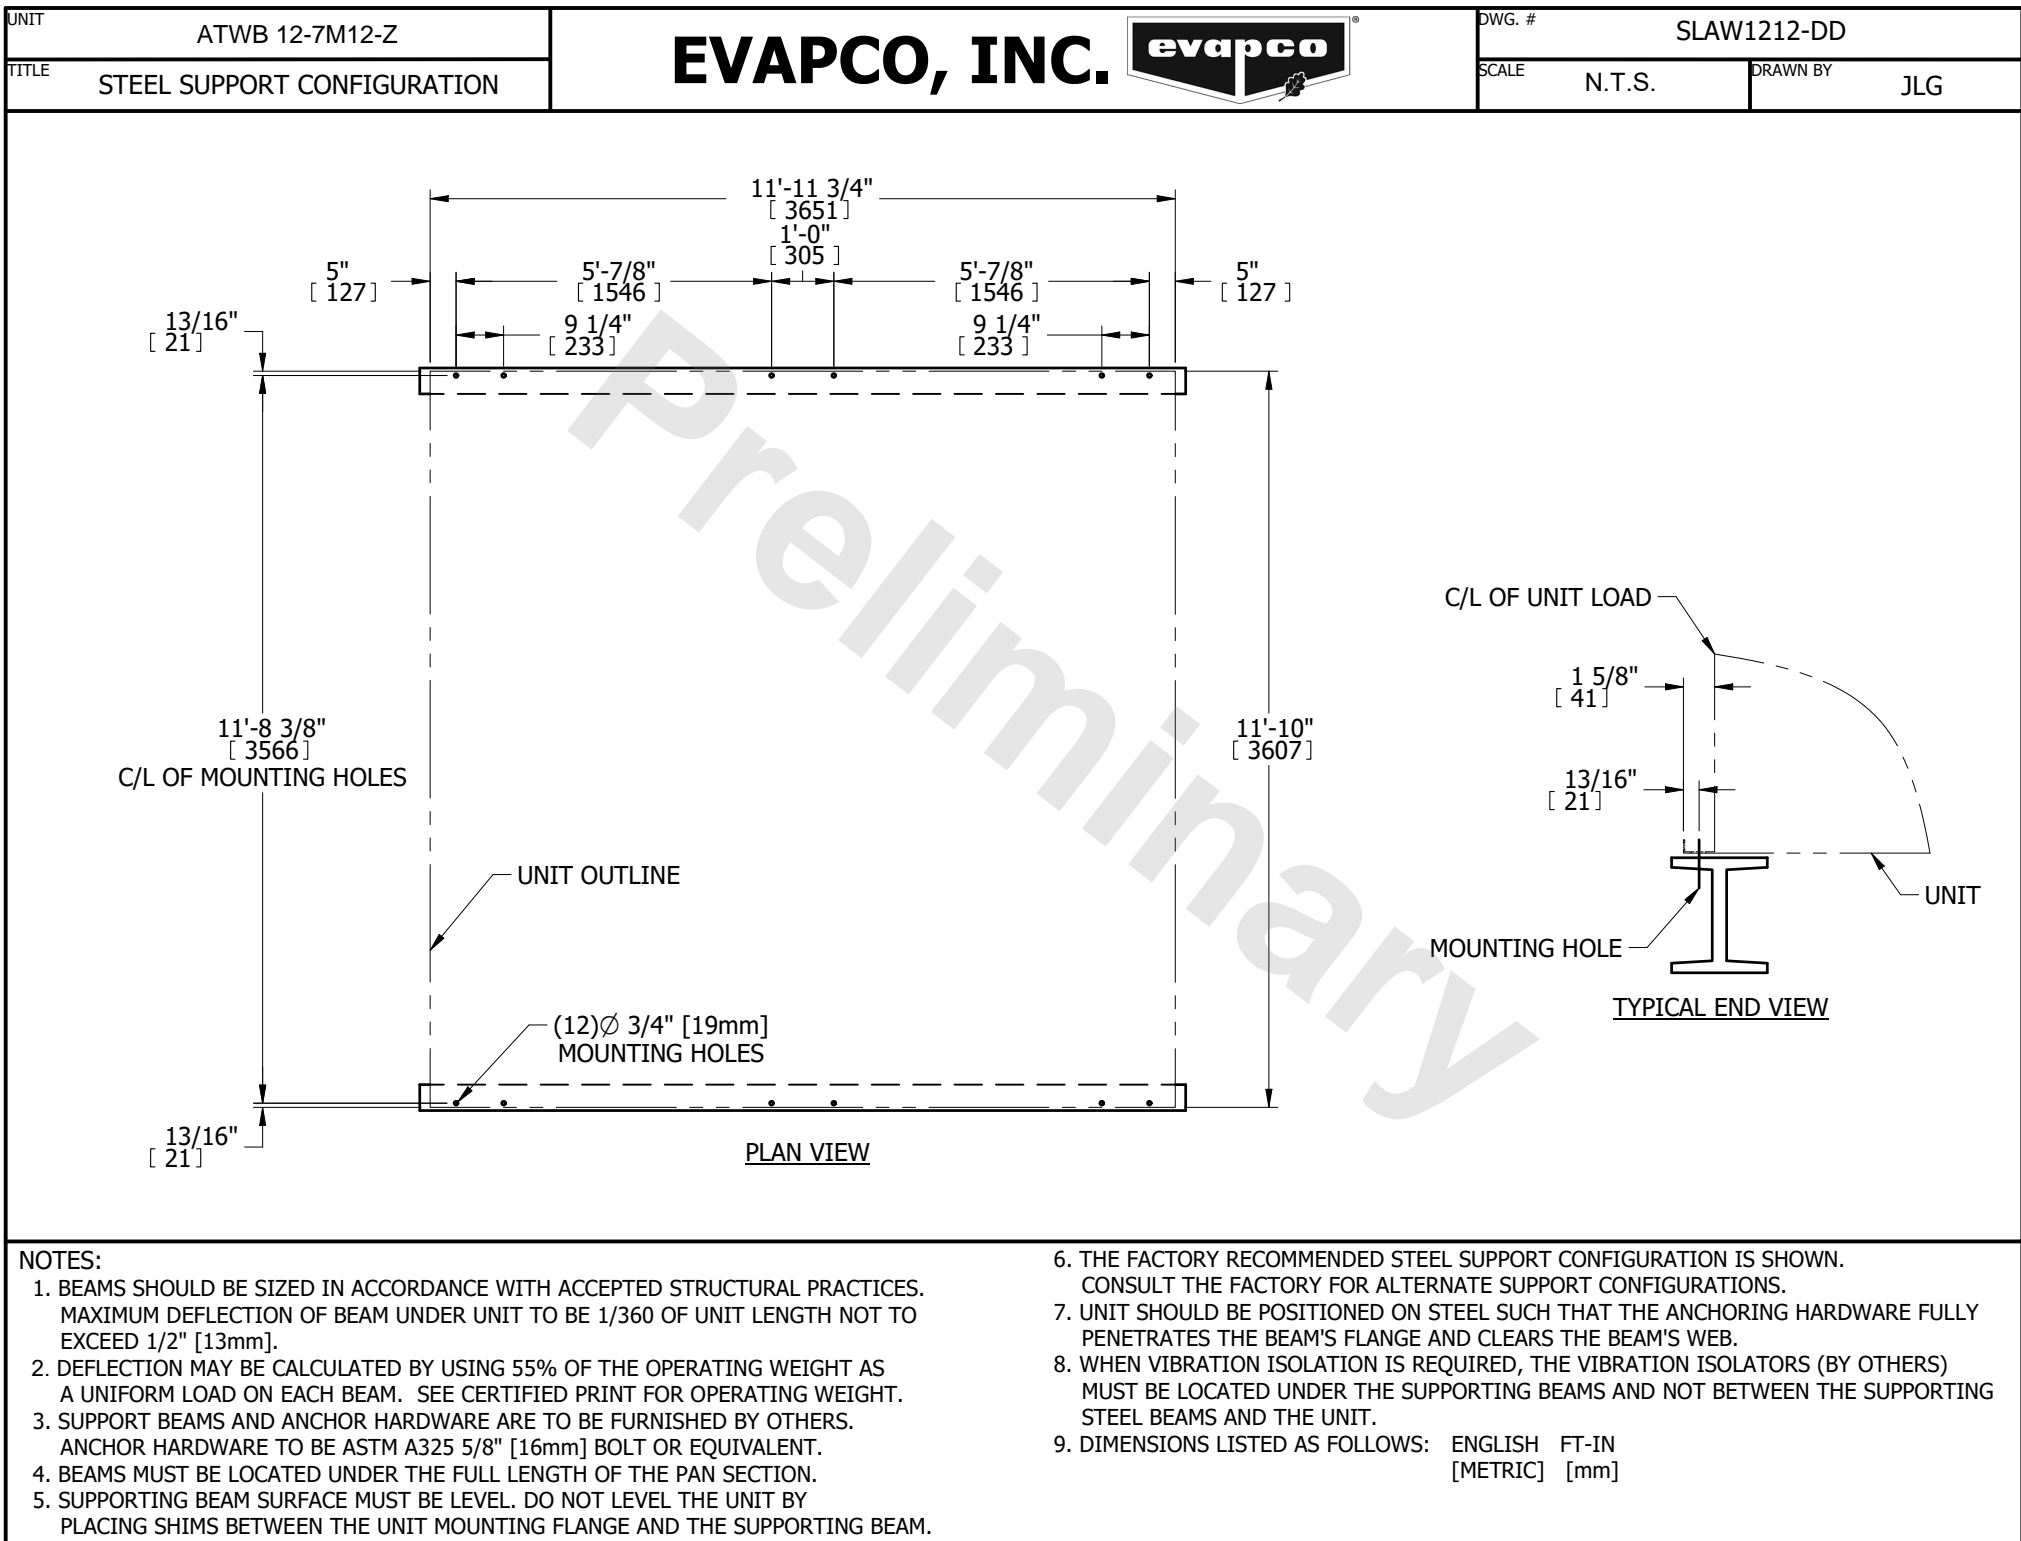 UNIT
ATWB 12-7M12-Z
TITLE
STEEL SUPPORT CONFIGURATION
EVAPCO, INC.
evapco
®
DWG. #
SLAW1212-DD
SCALE
N.T.S.
DRAWN BY
JLG
11'-11 3/4"
[ 3651]
1'-0"
[ 305 ]
5"
[ 127]
5'-7/8"
[ 1546 ]
5'-7/8"
[ 1546 ]
5"
[ 127 ]
13/16"
[ 21]
9 1/4"
[ 233]
9 1/4"
[ 233 ]
Preliminary
11'-8 3/8"
[ 3566]
C/L OF MOUNTING HOLES
11'-10"
[ 3607]
UNIT OUTLINE
(12)∅ 3/4" [19mm]
MOUNTING HOLES
13/16"
[ 21]
PLAN VIEW
C/L OF UNIT LOAD
1 5/8"
[ 41]
13/16"
[ 21]
UNIT
MOUNTING HOLE
TYPICAL END VIEW
NOTES:
1. BEAMS SHOULD BE SIZED IN ACCORDANCE WITH ACCEPTED STRUCTURAL PRACTICES.
MAXIMUM DEFLECTION OF BEAM UNDER UNIT TO BE 1/360 OF UNIT LENGTH NOT TO
EXCEED 1/2" [13mm].
2. DEFLECTION MAY BE CALCULATED BY USING 55% OF THE OPERATING WEIGHT AS
A UNIFORM LOAD ON EACH BEAM. SEE CERTIFIED PRINT FOR OPERATING WEIGHT.
3. SUPPORT BEAMS AND ANCHOR HARDWARE ARE TO BE FURNISHED BY OTHERS.
ANCHOR HARDWARE TO BE ASTM A325 5/8" [16mm] BOLT OR EQUIVALENT.
4. BEAMS MUST BE LOCATED UNDER THE FULL LENGTH OF THE PAN SECTION.
5. SUPPORTING BEAM SURFACE MUST BE LEVEL. DO NOT LEVEL THE UNIT BY
PLACING SHIMS BETWEEN THE UNIT MOUNTING FLANGE AND THE SUPPORTING BEAM.
6. THE FACTORY RECOMMENDED STEEL SUPPORT CONFIGURATION IS SHOWN.
CONSULT THE FACTORY FOR ALTERNATE SUPPORT CONFIGURATIONS.
7. UNIT SHOULD BE POSITIONED ON STEEL SUCH THAT THE ANCHORING HARDWARE FULLY
PENETRATES THE BEAM'S FLANGE AND CLEARS THE BEAM'S WEB.
8. WHEN VIBRATION ISOLATION IS REQUIRED, THE VIBRATION ISOLATORS (BY OTHERS)
MUST BE LOCATED UNDER THE SUPPORTING BEAMS AND NOT BETWEEN THE SUPPORTING
STEEL BEAMS AND THE UNIT.
9. DIMENSIONS LISTED AS FOLLOWS: ENGLISH FT-IN
[METRIC] [mm]